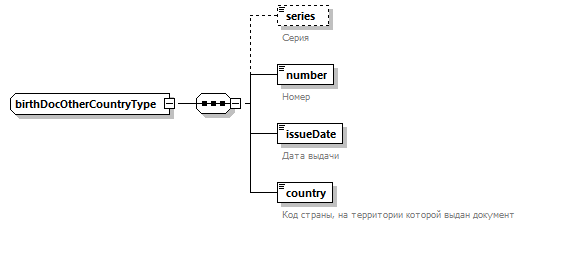 series
Серия
number
Номер
birthDocOtherCountryType
issueDate
Дата выдачи
country
Код страны, на территории которой выдан документ